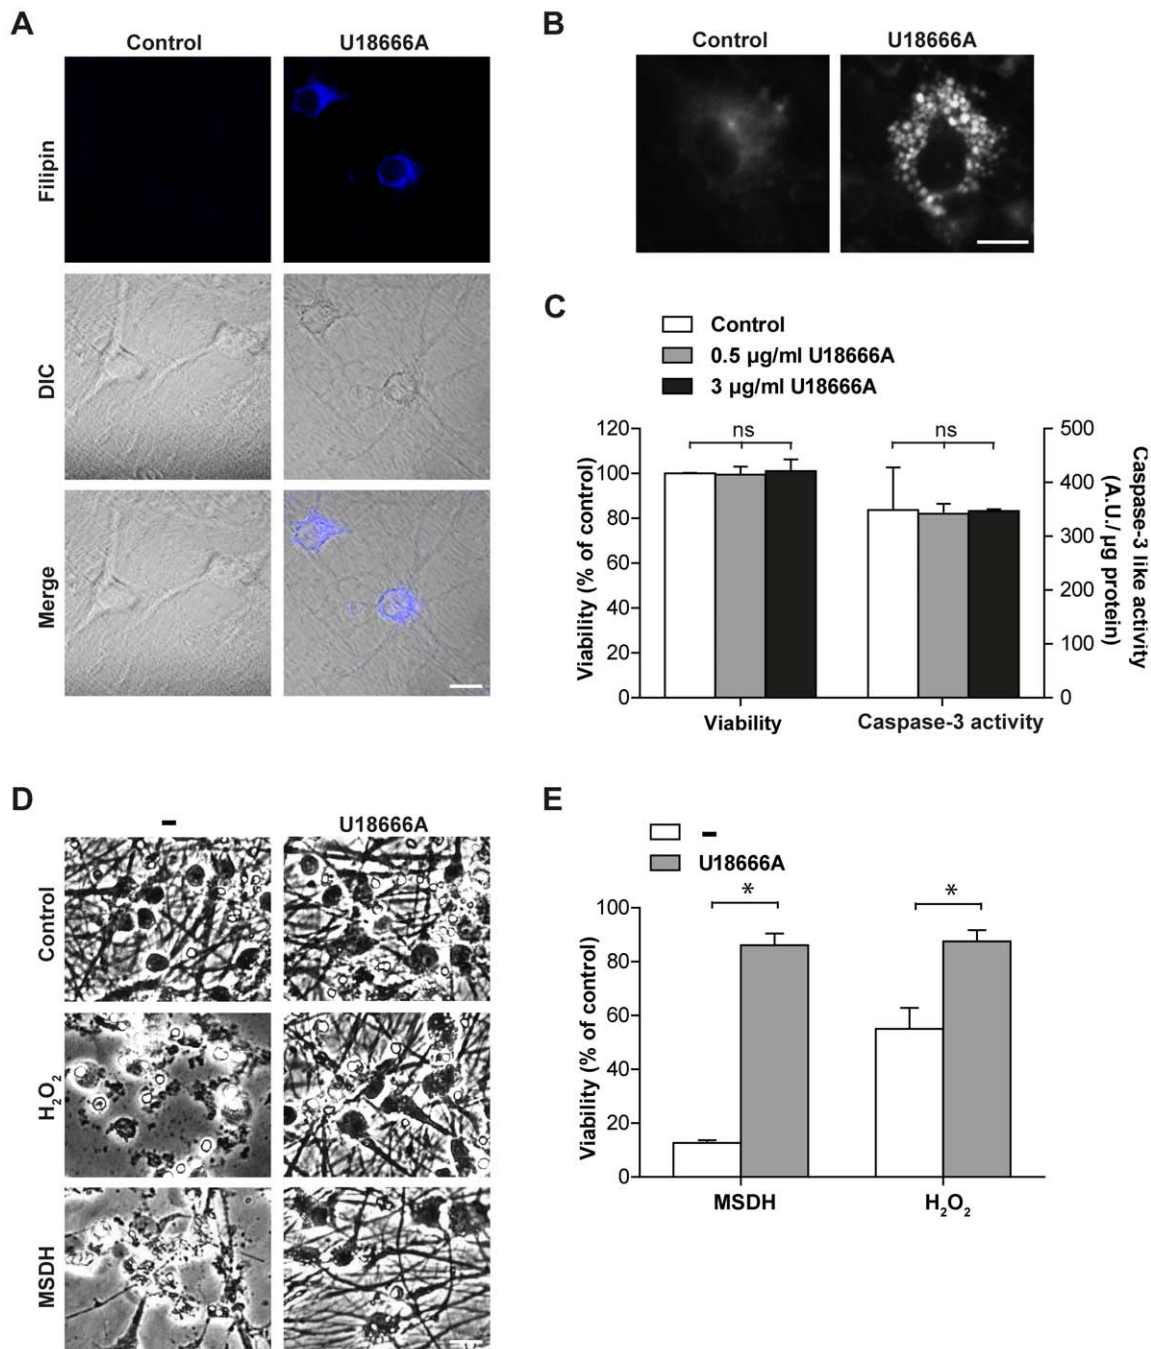 A
Control U18666A
Filipin
DIC
Merge
B
Control U18666A
C
Control
0.5 µg/ml U18666A
3 µg/ml U18666A
Viability (% of control)
120
100
80
60
40
20
0
ns ns
500
400
300
200
100
0
Caspase-3 like activity
(A.U./ µg protein)
Viability Caspase-3 activity
D
- U18666A
Control
H₂O₂
MSDH
E
-
U18666A
Viability (% of control)
100
80
60
40
20
0
* *
MSDH H₂O₂